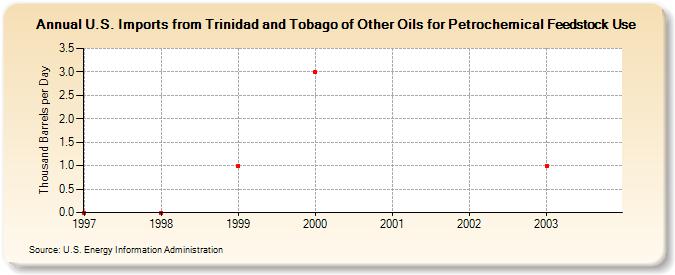 Annual U.S. Imports from Trinidad and Tobago of Other Oils for Petrochemical Feedstock Use
Thousand Barrels per Day
3.5
3.0
2.5
2.0
1.5
1.0
0.5
0.0
1997 1998 1999 2000 2001 2002 2003
Source: U.S. Energy Information Administration